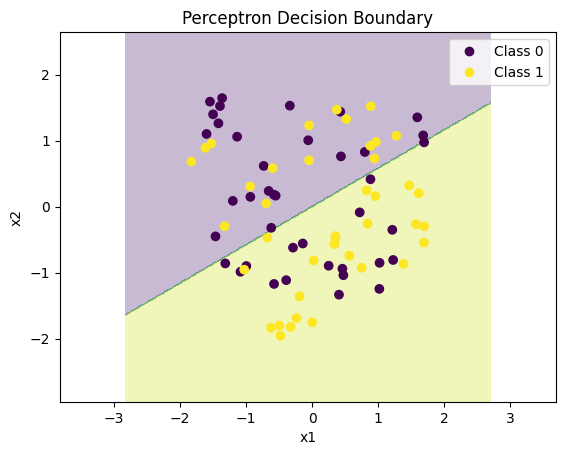 Perceptron Decision Boundary
Class 0
Class 1
2
1
0
−1
−2
x2
−3
−2
−1
0
1
2
3
x1